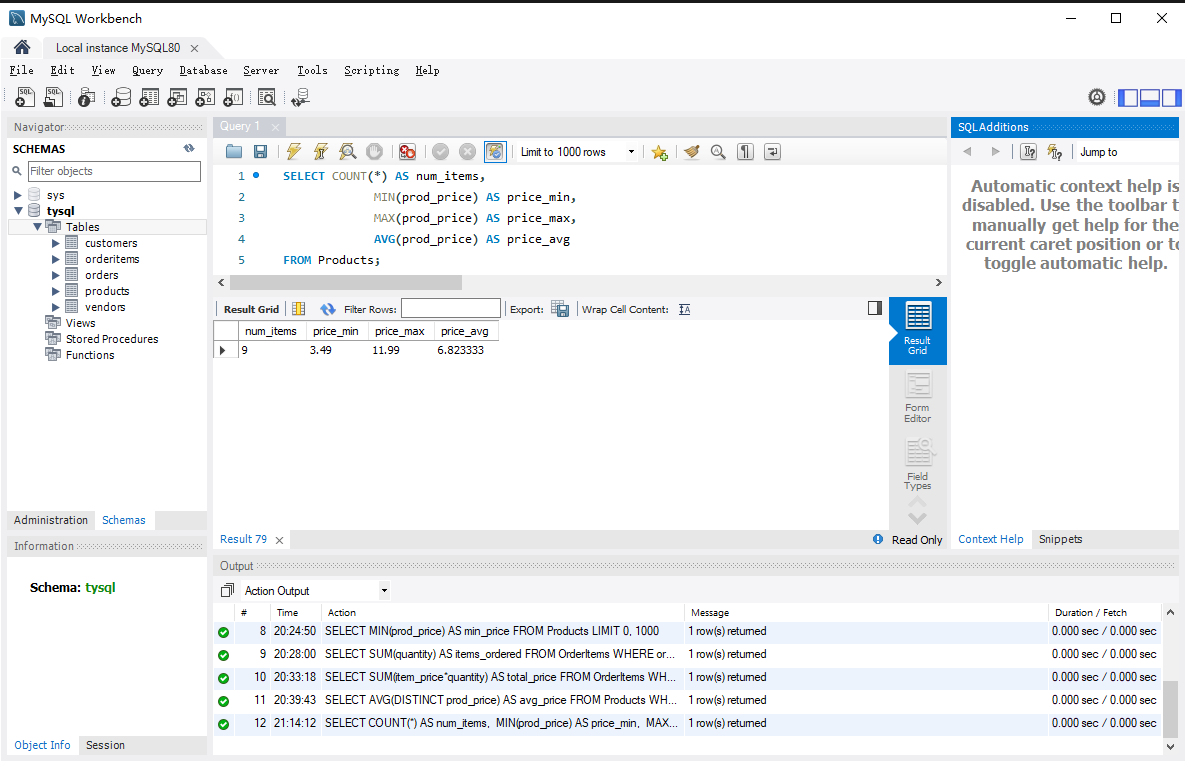 MySQL Workbench
Local instance MySQL80
File Edit View Query Database Server Tools Scripting Help
Navigator
SCHEMAS
Filter objects
sys
tysql
Tables
customers
orderitems
orders
products
vendors
Views
Stored Procedures
Functions
Administration Schemas
Information
Schema: tysql
Object Info Session
Query 1
Limit to 1000 rows
1 SELECT COUNT(*) AS num_items,
2 MIN(prod_price) AS price_min,
3 MAX(prod_price) AS price_max,
4 AVG(prod_price) AS price_avg
5 FROM Products;
Result Grid Filter Rows: Export: Wrap Cell Content:
num_items price_min price_max price_avg
9 3.49 11.99 6.823333
Result
Grid
Form
Editor
Field
Types
Result 79 Read Only
SQLAdditions
Jump to
Automatic context help is
disabled. Use the toolbar t
manually get help for the
current caret position or to
toggle automatic help.
Context Help Snippets
Output
Action Output
# Time Action Message Duration / Fetch
8 20:24:50 SELECT MIN(prod_price) AS min_price FROM Products LIMIT 0, 1000 1 row(s) returned 0.000 sec / 0.000 sec
9 20:28:00 SELECT SUM(quantity) AS items_ordered FROM OrderItems WHERE or... 1 row(s) returned 0.000 sec / 0.000 sec
10 20:33:18 SELECT SUM(item_price*quantity) AS total_price FROM OrderItems WH... 1 row(s) returned 0.000 sec / 0.000 sec
11 20:39:43 SELECT AVG(DISTINCT prod_price) AS avg_price FROM Products WH... 1 row(s) returned 0.000 sec / 0.000 sec
12 21:14:12 SELECT COUNT(*) AS num_items, MIN(prod_price) AS price_min, MAX... 1 row(s) returned 0.000 sec / 0.000 sec